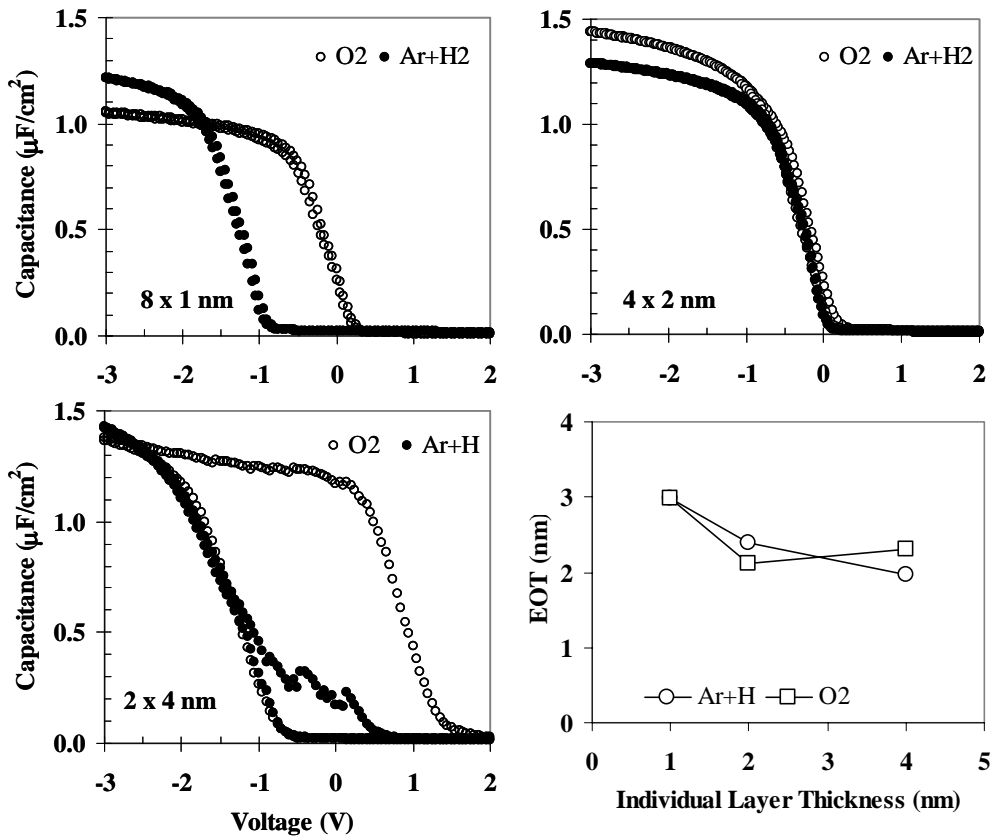 1.5
O2 Ar+H2
1.0
0.5
8 x 1 nm
0.0
-3 -2 -1 0 1 2
Capacitance (μF/cm²)
1.5
O2 Ar+H2
1.0
0.5
4 x 2 nm
0.0
-3 -2 -1 0 1 2
1.5
O2 Ar+H
1.0
0.5
2 x 4 nm
0.0
-3 -2 -1 0 1 2
Capacitance (μF/cm²)
Voltage (V)
4
3
2
1
Ar+H O2
0
0 1 2 3 4 5
EOT (nm)
Individual Layer Thickness (nm)